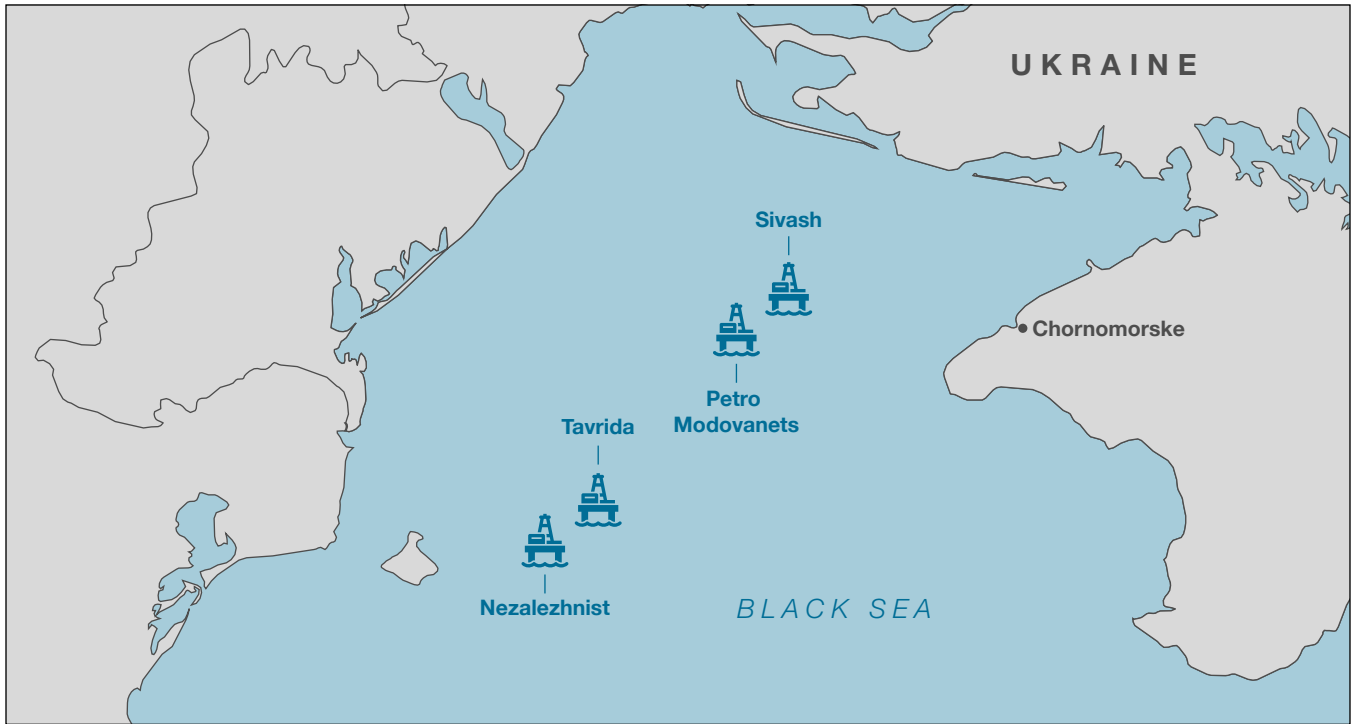 UKRAINE
Sivash
Chornomorske
Petro
Modovanets
Tavrida
Nezalezhnist
BLACK SEA